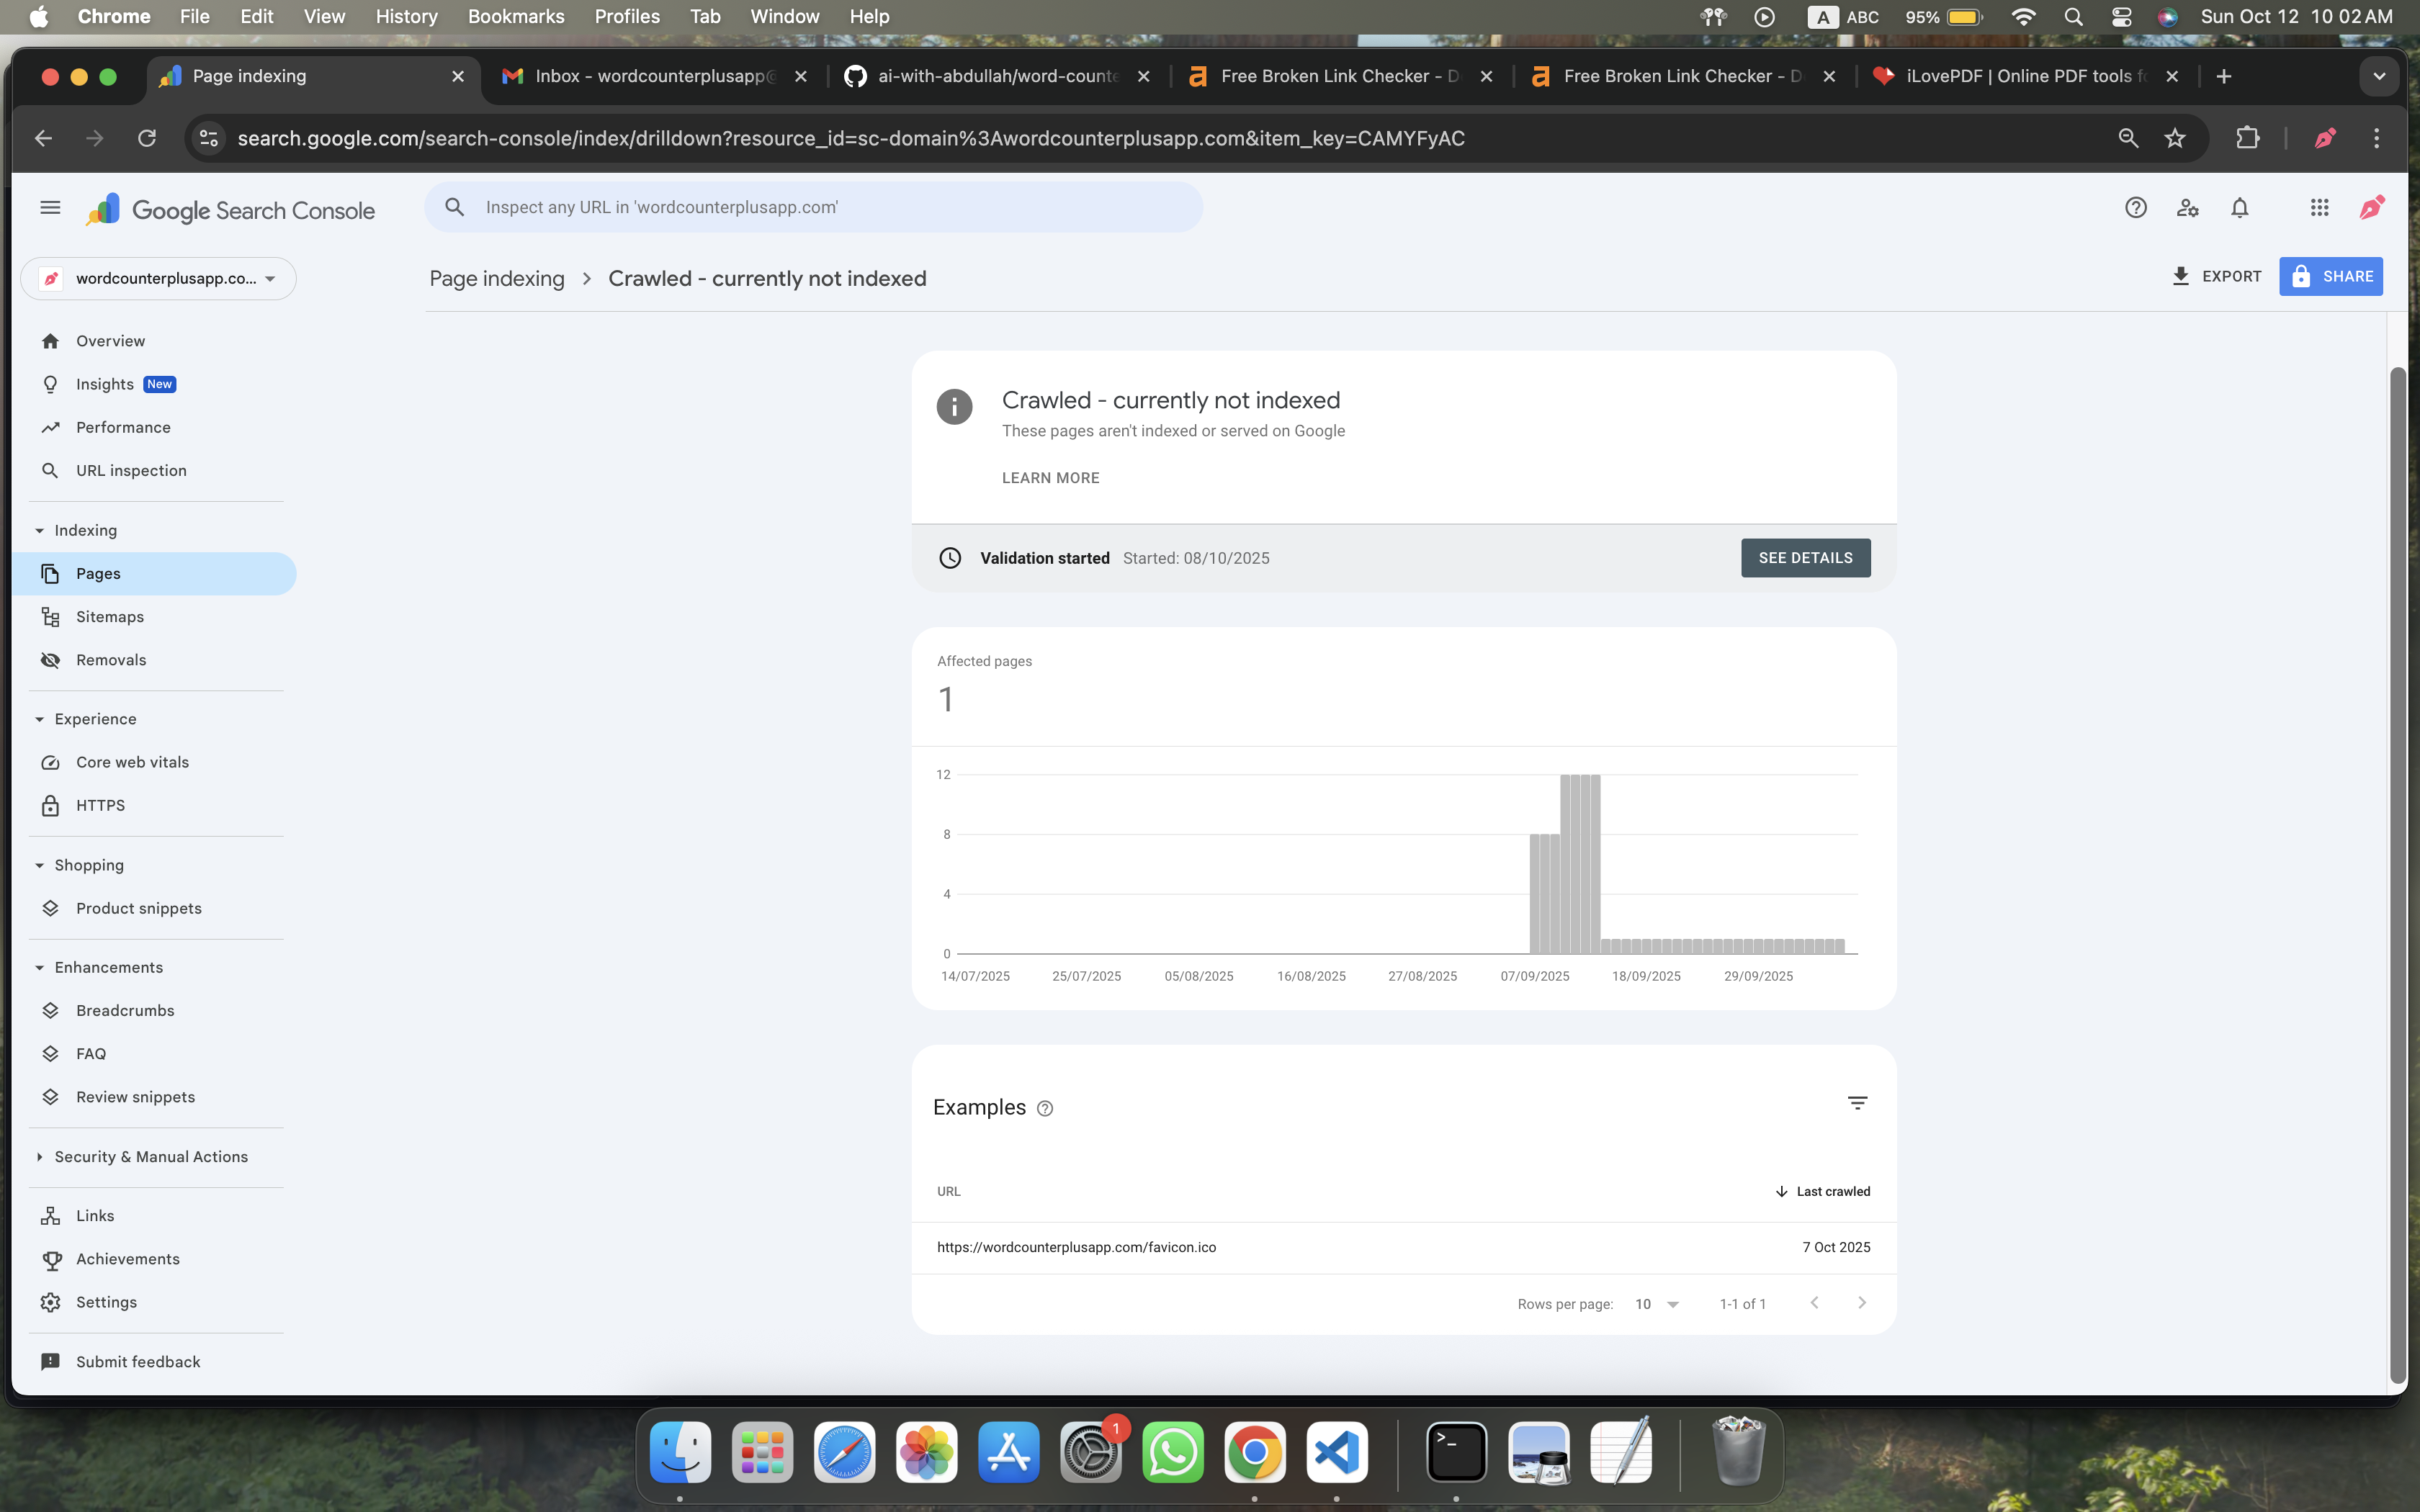 Chrome File Edit View History Bookmarks Profiles Tab Window Help A ABC 95% Sun Oct 12 10 02 AM
Page indexing Inbox - wordcounterplusapp@ ai-with-abdullah/word-counte Free Broken Link Checker - D Free Broken Link Checker - D iLovePDF | Online PDF tools fo
search.google.com/search-console/index/drilldown?resource_id=sc-domain%3Awordcounterplusapp.com&item_key=CAMYFyAC
Google Search Console
Inspect any URL in 'wordcounterplusapp.com'
wordcounterplusapp.co...
Page indexing > Crawled - currently not indexed
EXPORT
SHARE
Overview
Insights New
Performance
URL inspection
Indexing
Pages
Sitemaps
Removals
Experience
Core web vitals
HTTPS
Shopping
Product snippets
Enhancements
Breadcrumbs
FAQ
Review snippets
Security & Manual Actions
Links
Achievements
Settings
Submit feedback
Crawled - currently not indexed
These pages aren't indexed or served on Google
LEARN MORE
Validation started Started: 08/10/2025
SEE DETAILS
Affected pages
1
12
8
4
0
14/07/2025 25/07/2025 05/08/2025 16/08/2025 27/08/2025 07/09/2025 18/09/2025 29/09/2025
Examples
URL Last crawled
https://wordcounterplusapp.com/favicon.ico 7 Oct 2025
Rows per page: 10 1-1 of 1
1